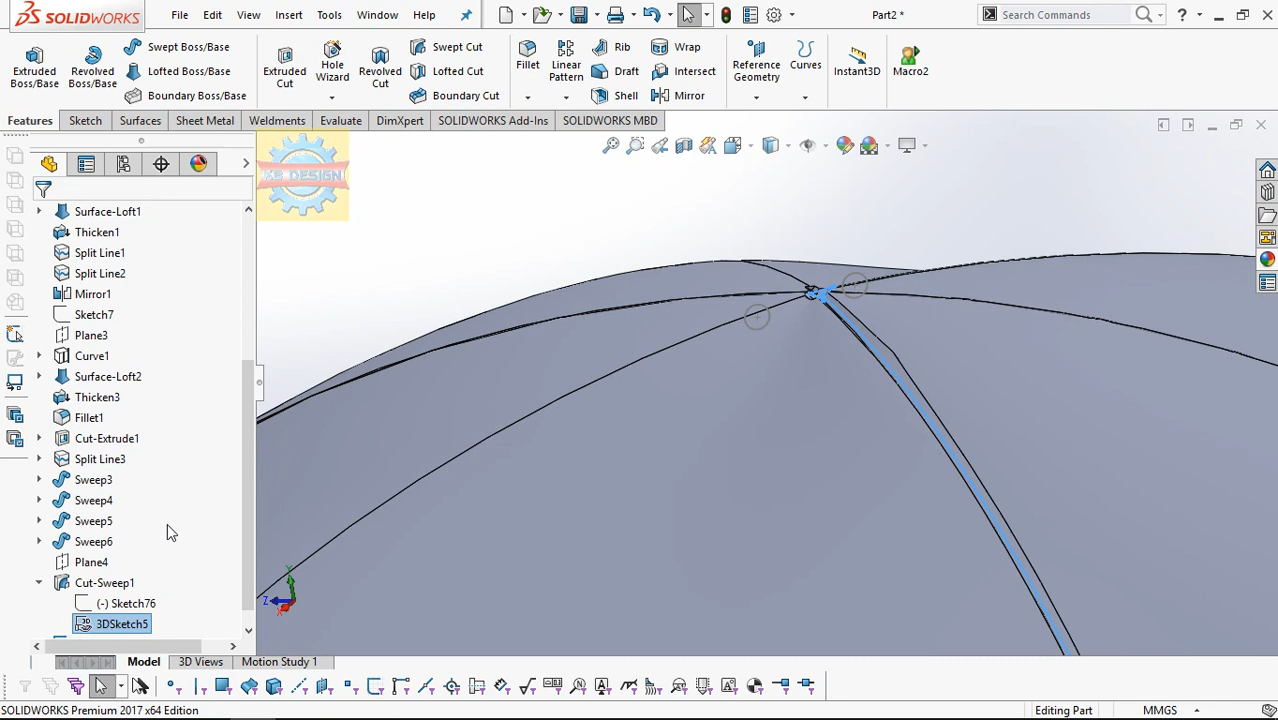 SOLIDWORKS File Edit View Insert Tools Window Help Part2 * Search Commands ?
Extruded Boss/Base
Revolved Boss/Base
Swept Boss/Base
Lofted Boss/Base
Boundary Boss/Base
Extruded Cut
Hole Wizard
Revolved Cut
Swept Cut
Lofted Cut
Boundary Cut
Fillet
Linear Pattern
Rib
Draft
Shell
Wrap
Intersect
Mirror
Reference Geometry
Curves
Instant3D
Macro2
Features Sketch Surfaces Sheet Metal Weldments Evaluate DimXpert SOLIDWORKS Add-Ins SOLIDWORKS MBD
Surface-Loft1
Thicken1
Split Line1
Split Line2
Mirror1
Sketch7
Plane3
Curve1
Surface-Loft2
Thicken3
Fillet1
Cut-Extrude1
Split Line3
Sweep3
Sweep4
Sweep5
Sweep6
Plane4
Cut-Sweep1
(-) Sketch76
3D 3DSketch5
Y
Z
X
Model 3D Views Motion Study 1
SOLIDWORKS Premium 2017 x64 Edition Editing Part MMGS